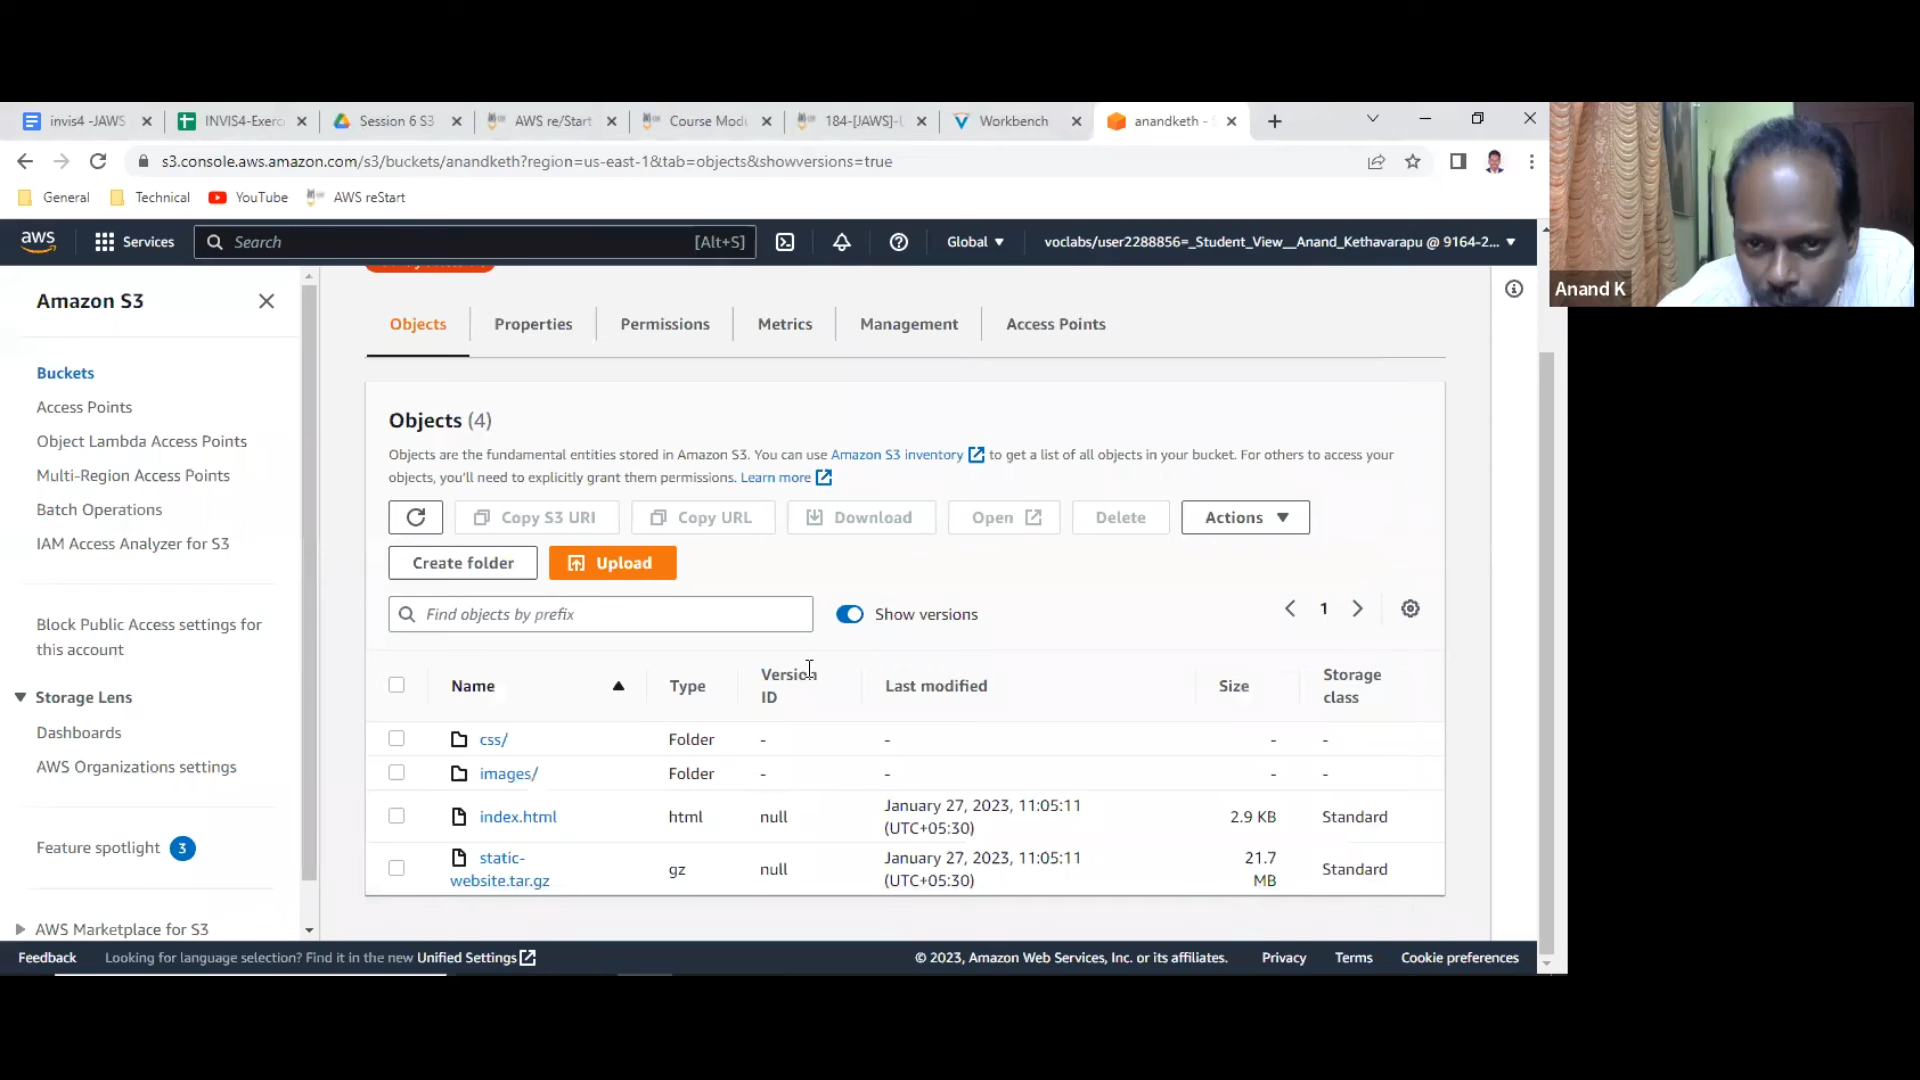 invis4 -JAWS
INVIS4-Exerc
Session 6 S3
AWS re/Start
Course Modu
184-[JAWS]-L
Workbench
anandketh -
s3.console.aws.amazon.com/s3/buckets/anandketh?region=us-east-1&tab=objects&showversions=true
General
Technical
YouTube
AWS reStart
aws
Services
Search
[Alt+S]
Global
voclabs/user2288856=_Student_View__Anand_Kethavarapu @ 9164-2...
Anand K
Amazon S3
Buckets
Access Points
Object Lambda Access Points
Multi-Region Access Points
Batch Operations
IAM Access Analyzer for S3
Block Public Access settings for
this account
Storage Lens
Dashboards
AWS Organizations settings
Feature spotlight 3
AWS Marketplace for S3
Objects
Properties
Permissions
Metrics
Management
Access Points
Objects (4)
Objects are the fundamental entities stored in Amazon S3. You can use Amazon S3 inventory to get a list of all objects in your bucket. For others to access your
objects, you'll need to explicitly grant them permissions. Learn more
Copy S3 URI
Copy URL
Download
Open
Delete
Actions
Create folder
Upload
Find objects by prefix
Show versions
1
Name
Type
Version
ID
Last modified
Size
Storage
class
css/ Folder - - - -
images/ Folder - - - -
index.html html null January 27, 2023, 11:05:11
(UTC+05:30)
2.9 KB Standard
static-
website.tar.gz
gz null January 27, 2023, 11:05:11
(UTC+05:30)
21.7
MB
Standard
Feedback
Looking for language selection? Find it in the new Unified Settings
© 2023, Amazon Web Services, Inc. or its affiliates.
Privacy
Terms
Cookie preferences